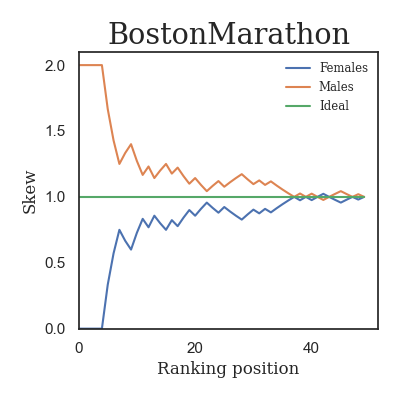 BostonMarathon
Females
Males
Ideal
2.0
1.5
1.0
0.5
0.0
Skew
0 20 40
Ranking position